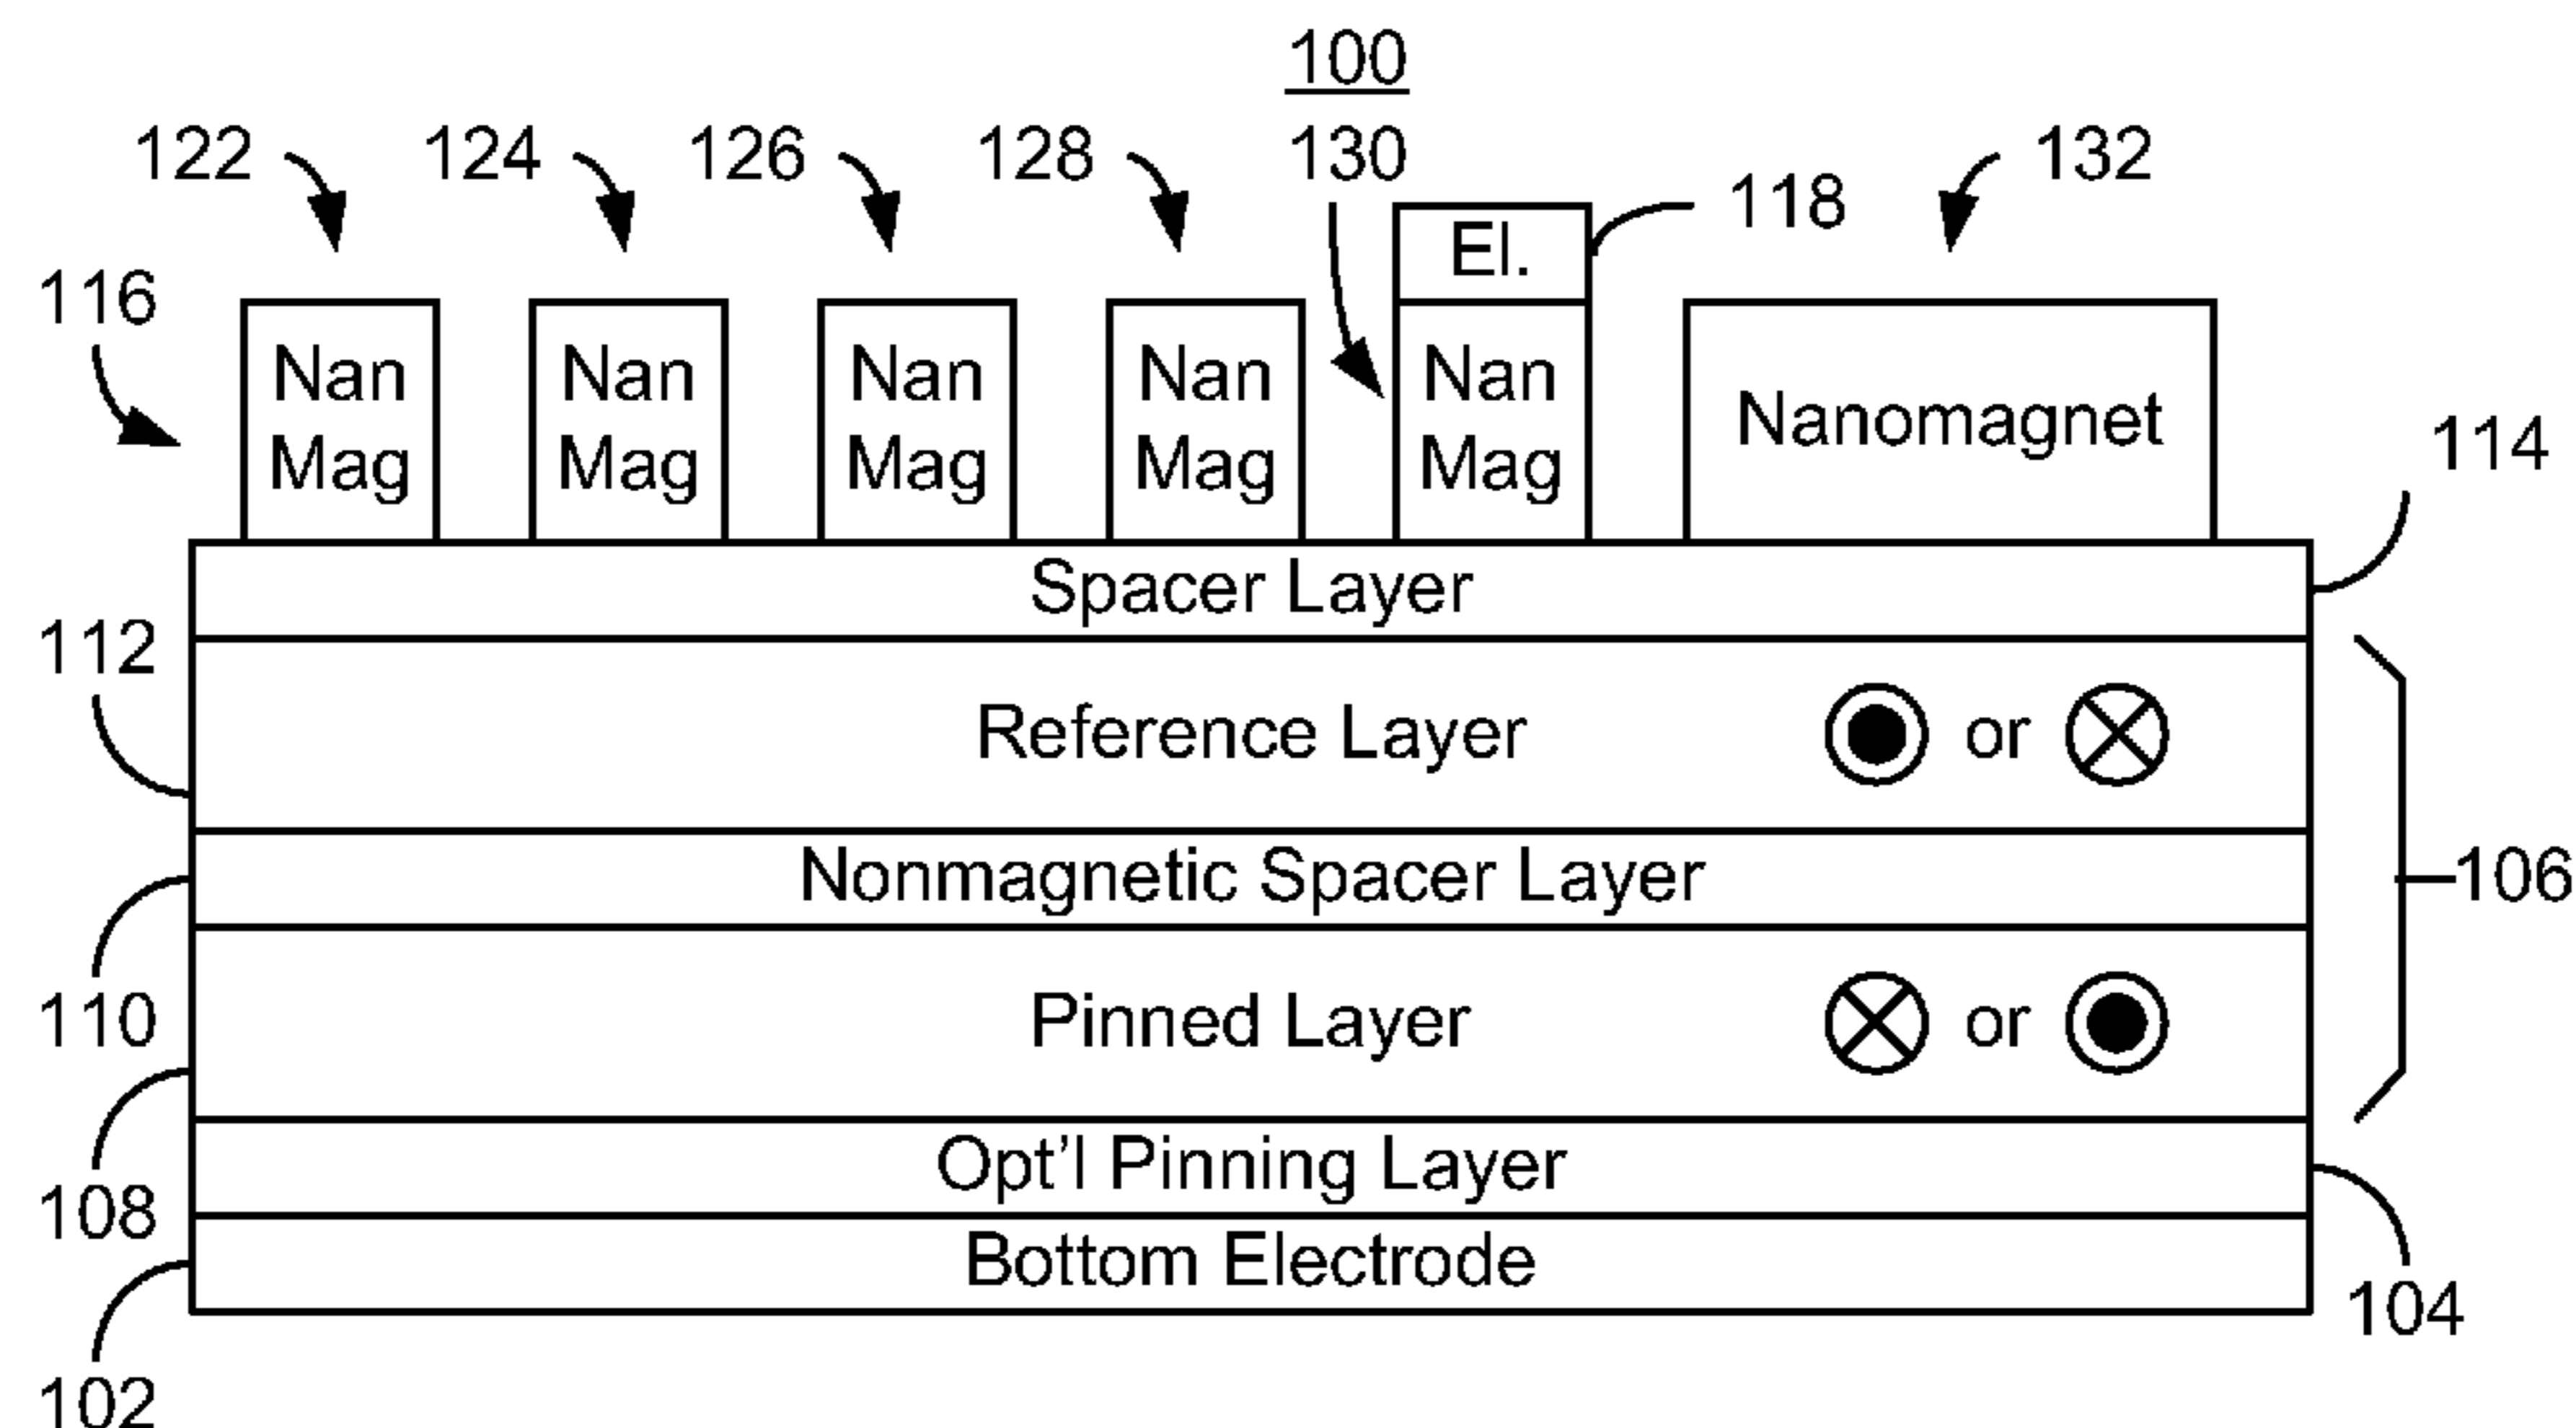 100
122 124 126 128 130 132
118
El.
116
Nan Nan Nan Nan Nan
Mag Mag Mag Mag Mag
Nanomagnet
114
Spacer Layer
112
Reference Layer or
Nonmagnetic Spacer Layer
106
110
Pinned Layer or
Opt'l Pinning Layer
108
Bottom Electrode
104
102